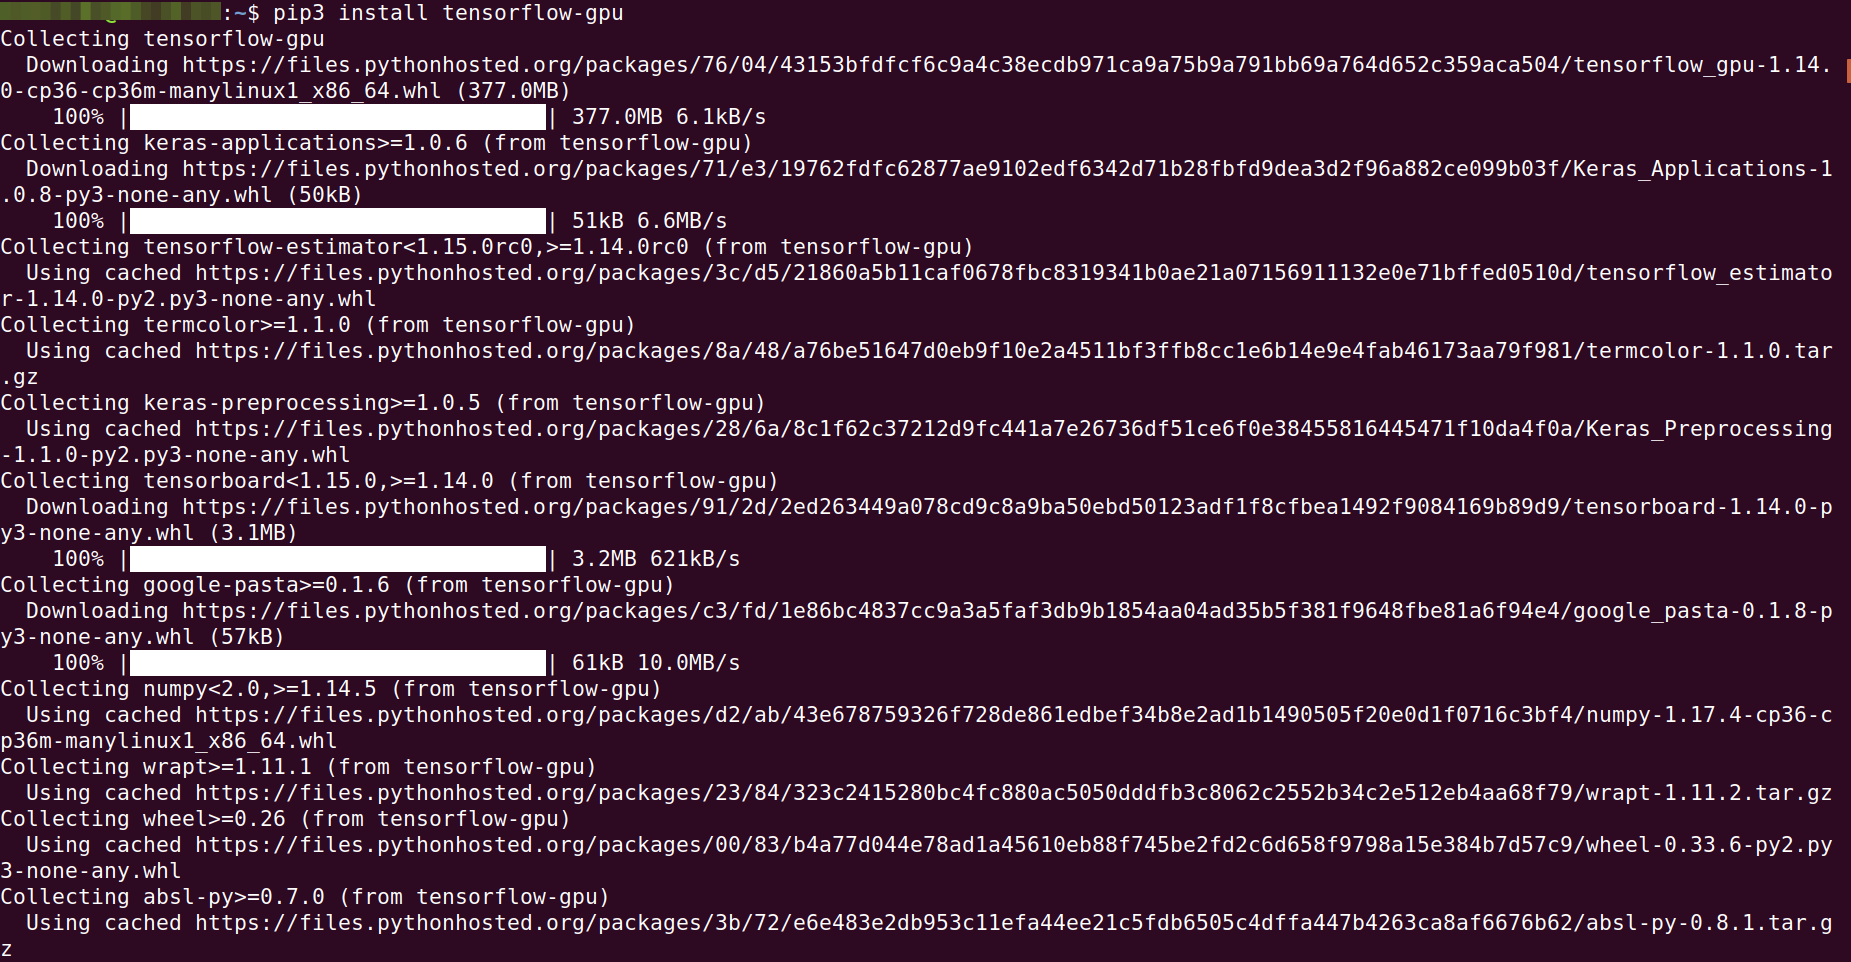 :~$ pip3 install tensorflow-gpu
Collecting tensorflow-gpu
  Downloading https://files.pythonhosted.org/packages/76/04/43153bfdfcf6c9a4c38ecdb971ca9a75b9a791bb69a764d652c359aca504/tensorflow_gpu-1.14.
0-cp36-cp36m-manylinux1_x86_64.whl (377.0MB)
    100% |                                | 377.0MB 6.1kB/s
Collecting keras-applications>=1.0.6 (from tensorflow-gpu)
  Downloading https://files.pythonhosted.org/packages/71/e3/19762fdfc62877ae9102edf6342d71b28fbfd9dea3d2f96a882ce099b03f/Keras_Applications-1
.0.8-py3-none-any.whl (50kB)
    100% |                                | 51kB 6.6MB/s
Collecting tensorflow-estimator<1.15.0rc0,>=1.14.0rc0 (from tensorflow-gpu)
  Using cached https://files.pythonhosted.org/packages/3c/d5/21860a5b11caf0678fbc8319341b0ae21a07156911132e0e71bffed0510d/tensorflow_estimato
r-1.14.0-py2.py3-none-any.whl
Collecting termcolor>=1.1.0 (from tensorflow-gpu)
  Using cached https://files.pythonhosted.org/packages/8a/48/a76be51647d0eb9f10e2a4511bf3ffb8cc1e6b14e9e4fab46173aa79f981/termcolor-1.1.0.tar
.gz
Collecting keras-preprocessing>=1.0.5 (from tensorflow-gpu)
  Using cached https://files.pythonhosted.org/packages/28/6a/8c1f62c37212d9fc441a7e26736df51ce6f0e38455816445471f10da4f0a/Keras_Preprocessing
-1.1.0-py2.py3-none-any.whl
Collecting tensorboard<1.15.0,>=1.14.0 (from tensorflow-gpu)
  Downloading https://files.pythonhosted.org/packages/91/2d/2ed263449a078cd9c8a9ba50ebd50123adf1f8cfbea1492f9084169b89d9/tensorboard-1.14.0-p
y3-none-any.whl (3.1MB)
    100% |                                | 3.2MB 621kB/s
Collecting google-pasta>=0.1.6 (from tensorflow-gpu)
  Downloading https://files.pythonhosted.org/packages/c3/fd/1e86bc4837cc9a3a5faf3db9b1854aa04ad35b5f381f9648fbe81a6f94e4/google_pasta-0.1.8-p
y3-none-any.whl (57kB)
    100% |                                | 61kB 10.0MB/s
Collecting numpy<2.0,>=1.14.5 (from tensorflow-gpu)
  Using cached https://files.pythonhosted.org/packages/d2/ab/43e678759326f728de861edbef34b8e2ad1b1490505f20e0d1f0716c3bf4/numpy-1.17.4-cp36-c
p36m-manylinux1_x86_64.whl
Collecting wrapt>=1.11.1 (from tensorflow-gpu)
  Using cached https://files.pythonhosted.org/packages/23/84/323c2415280bc4fc880ac5050dddfb3c8062c2552b34c2e512eb4aa68f79/wrapt-1.11.2.tar.gz
Collecting wheel>=0.26 (from tensorflow-gpu)
  Using cached https://files.pythonhosted.org/packages/00/83/b4a77d044e78ad1a45610eb88f745be2fd2c6d658f9798a15e384b7d57c9/wheel-0.33.6-py2.py
3-none-any.whl
Collecting absl-py>=0.7.0 (from tensorflow-gpu)
  Using cached https://files.pythonhosted.org/packages/3b/72/e6e483e2db953c11efa44ee21c5fdb6505c4dffa447b4263ca8af6676b62/absl-py-0.8.1.tar.g
z